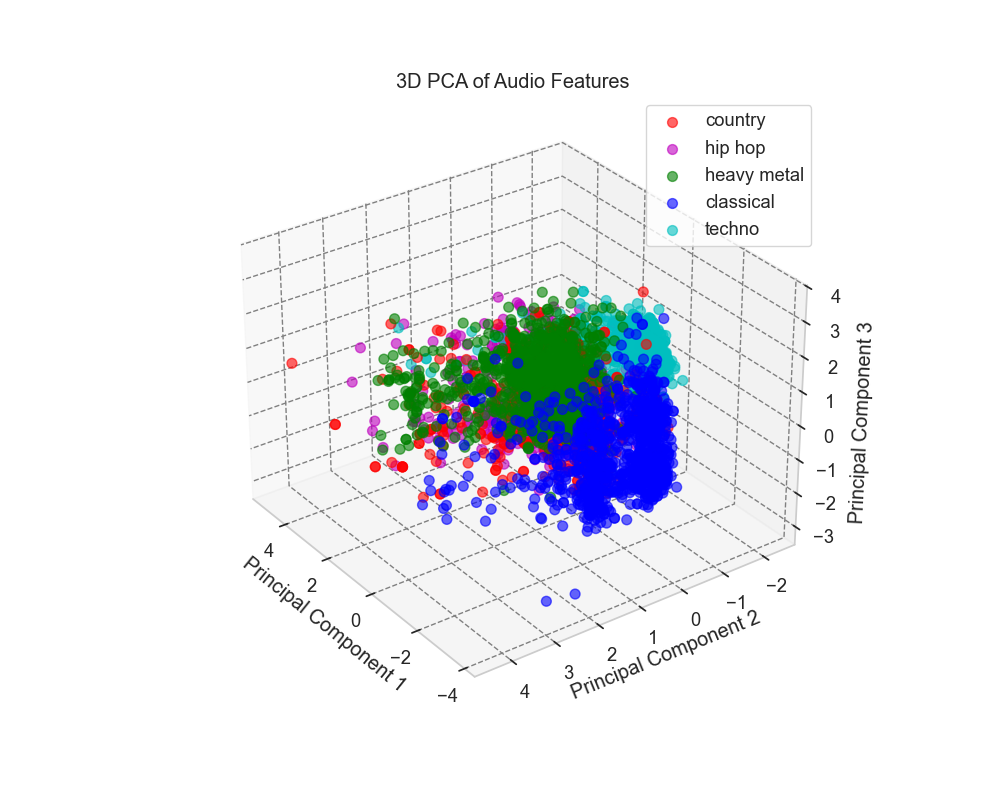 3D PCA of Audio Features
country
hip hop
heavy metal
classical
techno
4
3
2
1
0
−1
−2
−3
Principal Component 3
4
2
0
−2
−4
Principal Component 1
4
3
2
1
0
−1
−2
Principal Component 2